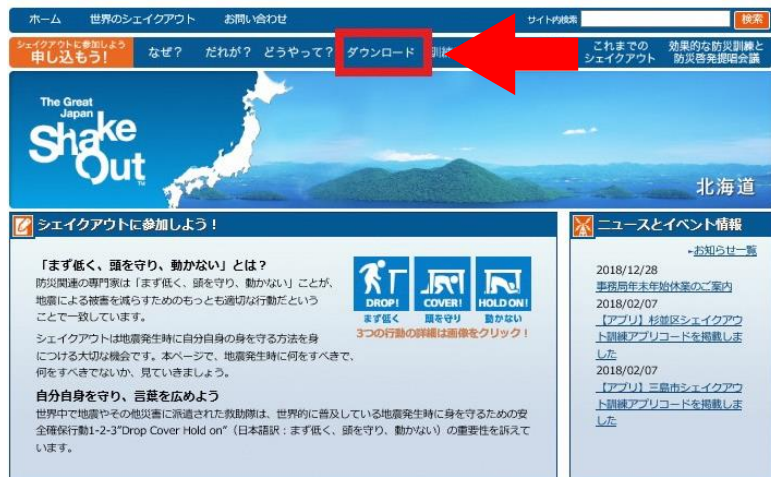 ホーム 世界のシェイクアウト お問い合わせ サイト内検索 検索
シェイクアウトに参加しよう
申し込もう! なぜ? だれが? どうやって? ダウンロード これまでの シェイクアウト 効果的な防災訓練と 防災啓発提唱会議
The Great
Japan
Shake
Out
北海道
シェイクアウトに参加しよう!
「まず低く、頭を守り、動かない」とは?
防災関連の専門家は「まず低く、頭を守り、動かない」ことが、
地震による被害を減らすためのもっとも適切な行動だという
ことで一致しています。
シェイクアウトは地震発生時に自分自身の身を守る方法を身
につける大切な機会です。本ページで、地震発生時に何をすべきで、
何をすべきでないか、見ていきましょう。
DROP! COVER! HOLD ON!
まず低く 頭を守り 動かない
3つの行動の詳細は画像をクリック!
自分自身を守り、言葉を広めよう
世界中で地震やその他災害に派遣された救助隊は、世界的に普及している地震発生時に身を守るための安
全確保行動1-2-3"Drop Cover Hold on"(日本語訳:まず低く、頭を守り、動かない)の重要性を訴えて
います。
ニュースとイベント情報
お知らせ一覧
2018/12/28
事務局年末年始休業のご案内
2018/02/07
【アプリ】杉並区シェイクアウ
ト訓練アプリコードを掲載しま
した
2018/02/07
【アプリ】三島市シェイクアウ
ト訓練アプリコードを掲載しま
した